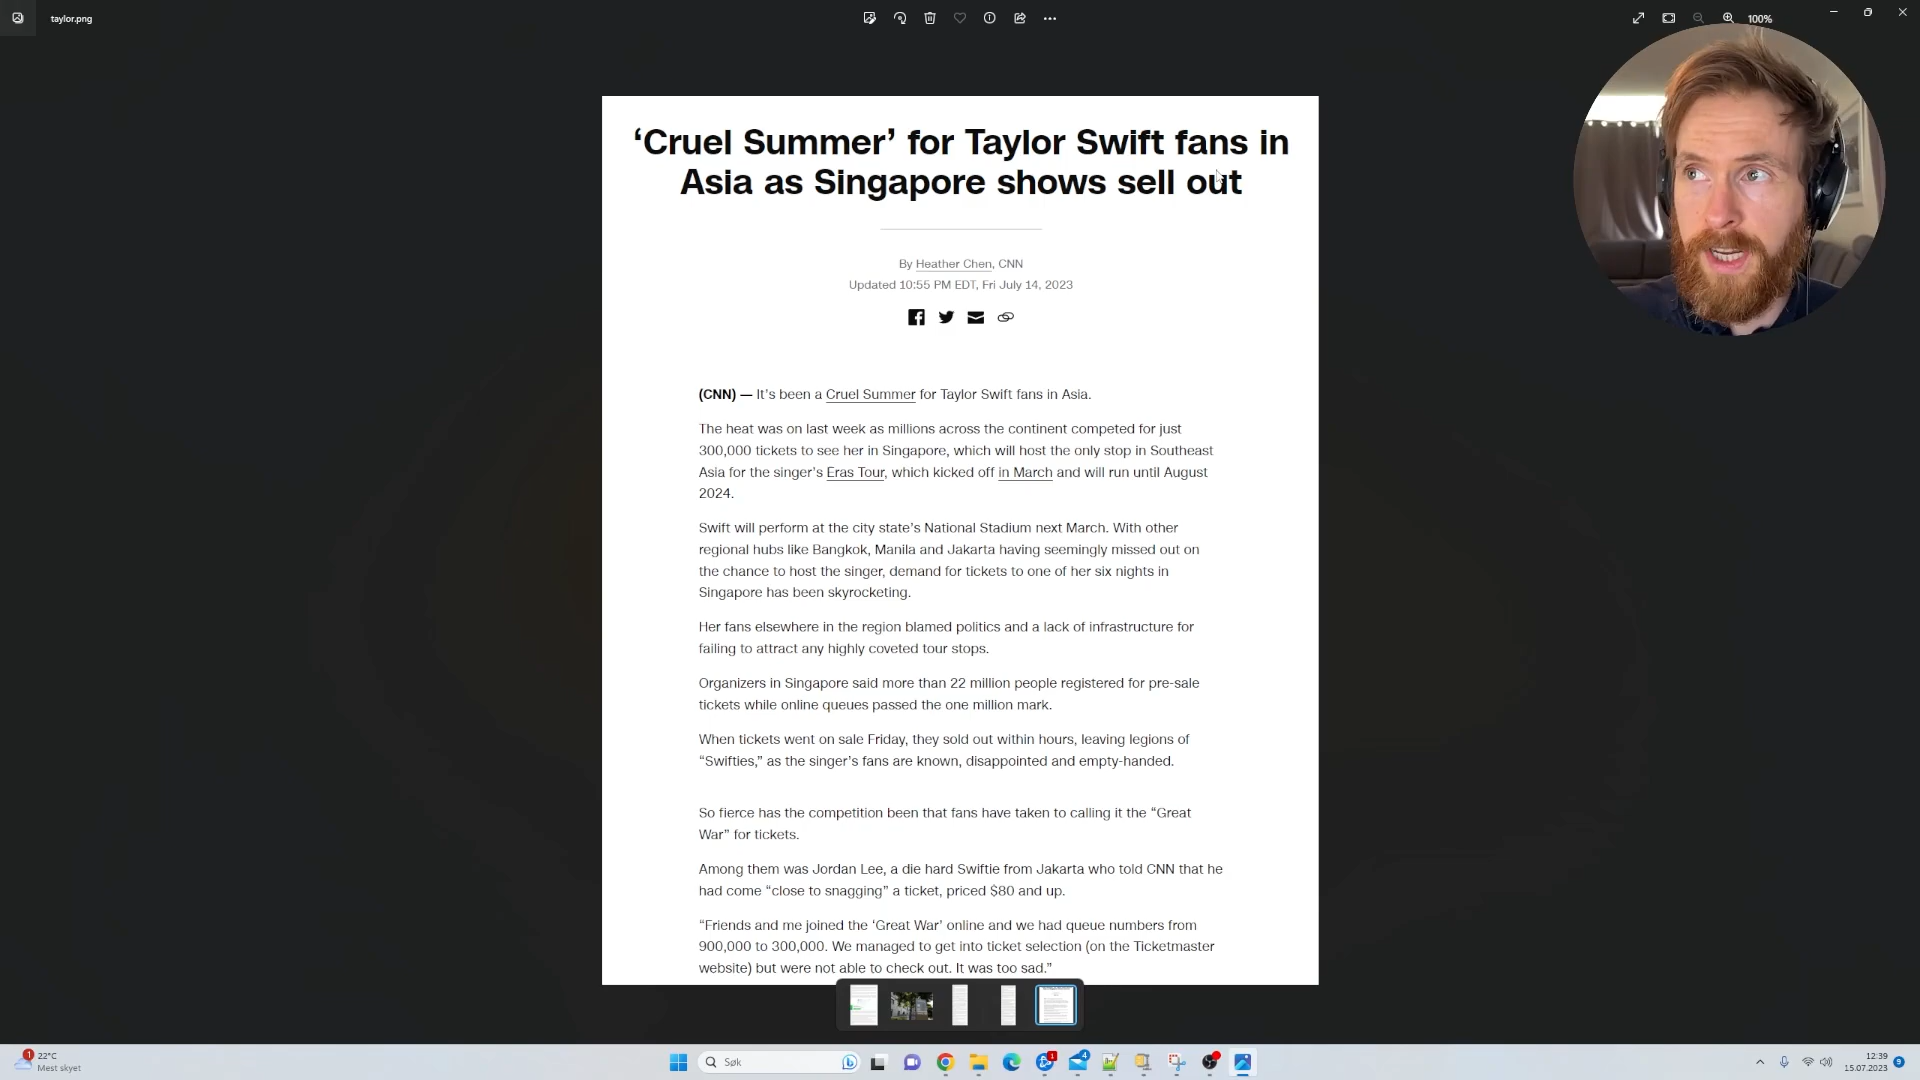 taylor.png
100%
‘Cruel Summer’ for Taylor Swift fans in
Asia as Singapore shows sell out
By Heather Chen, CNN
Updated 10:55 PM EDT, Fri July 14, 2023
(CNN) — It's been a Cruel Summer for Taylor Swift fans in Asia.
The heat was on last week as millions across the continent competed for just
300,000 tickets to see her in Singapore, which will host the only stop in Southeast
Asia for the singer’s Eras Tour, which kicked off in March and will run until August
2024.
Swift will perform at the city state’s National Stadium next March. With other
regional hubs like Bangkok, Manila and Jakarta having seemingly missed out on
the chance to host the singer, demand for tickets to one of her six nights in
Singapore has been skyrocketing.
Her fans elsewhere in the region blamed politics and a lack of infrastructure for
failing to attract any highly coveted tour stops.
Organizers in Singapore said more than 22 million people registered for pre-sale
tickets while online queues passed the one million mark.
When tickets went on sale Friday, they sold out within hours, leaving legions of
“Swifties,” as the singer’s fans are known, disappointed and empty-handed.
So fierce has the competition been that fans have taken to calling it the “Great
War” for tickets.
Among them was Jordan Lee, a die hard Swiftie from Jakarta who told CNN that he
had come “close to snagging” a ticket, priced $80 and up.
“Friends and me joined the ‘Great War’ online and we had queue numbers from
900,000 to 300,000. We managed to get into ticket selection (on the Ticketmaster
website) but were not able to check out. It was too sad.”
1
22°C
Mest skyet
Søk
1
4
12:39
15.07.2023
9